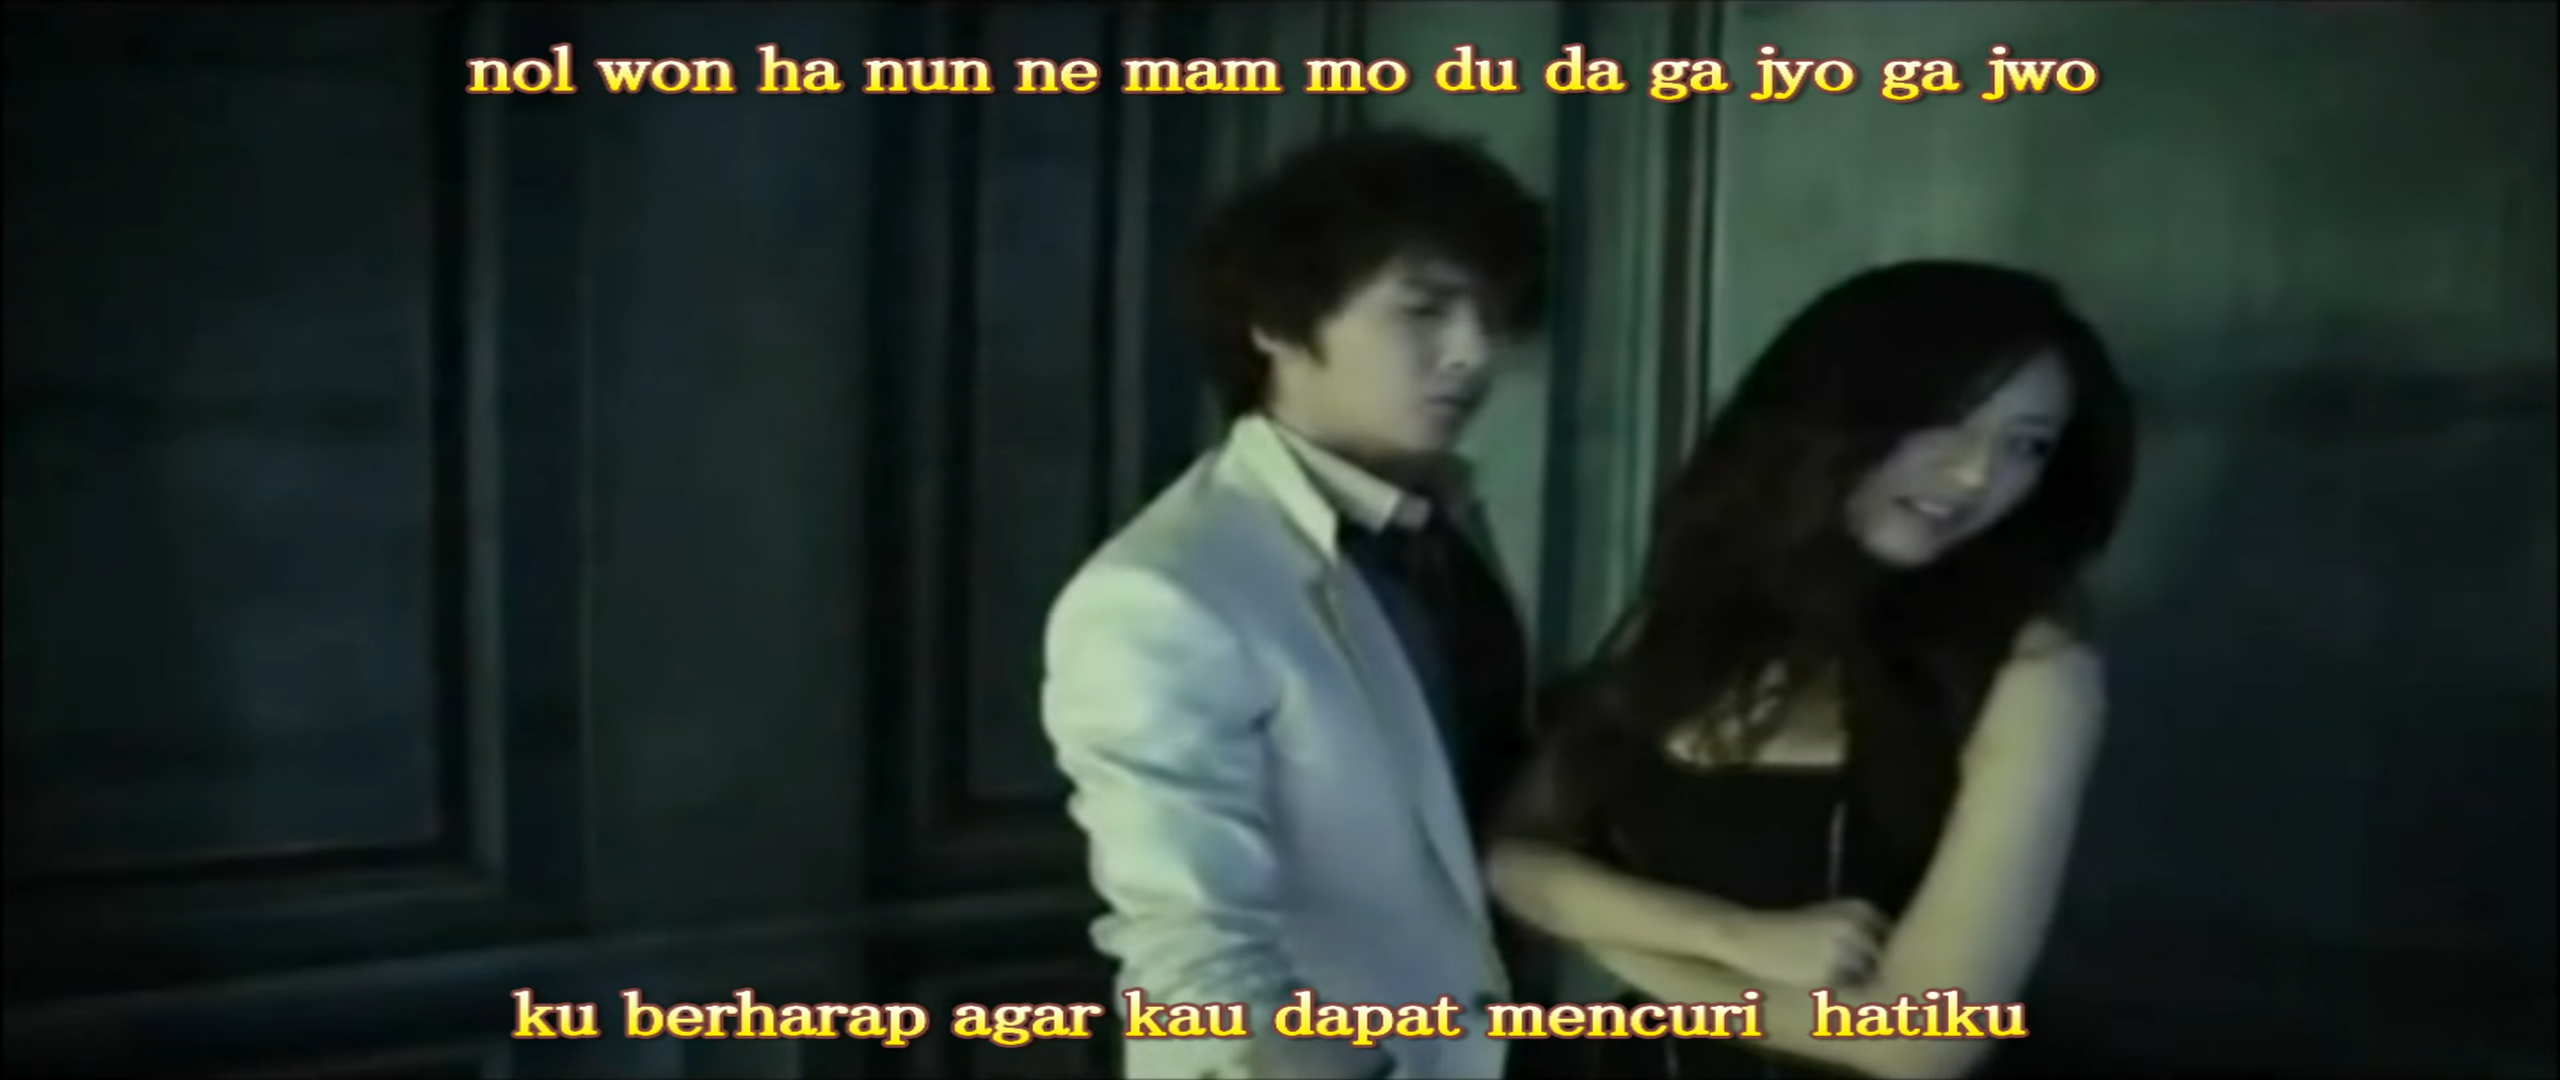 nol won ha nun ne mam mo du da ga jyo ga jwo
ku berharap agar kau dapat mencuri hatiku